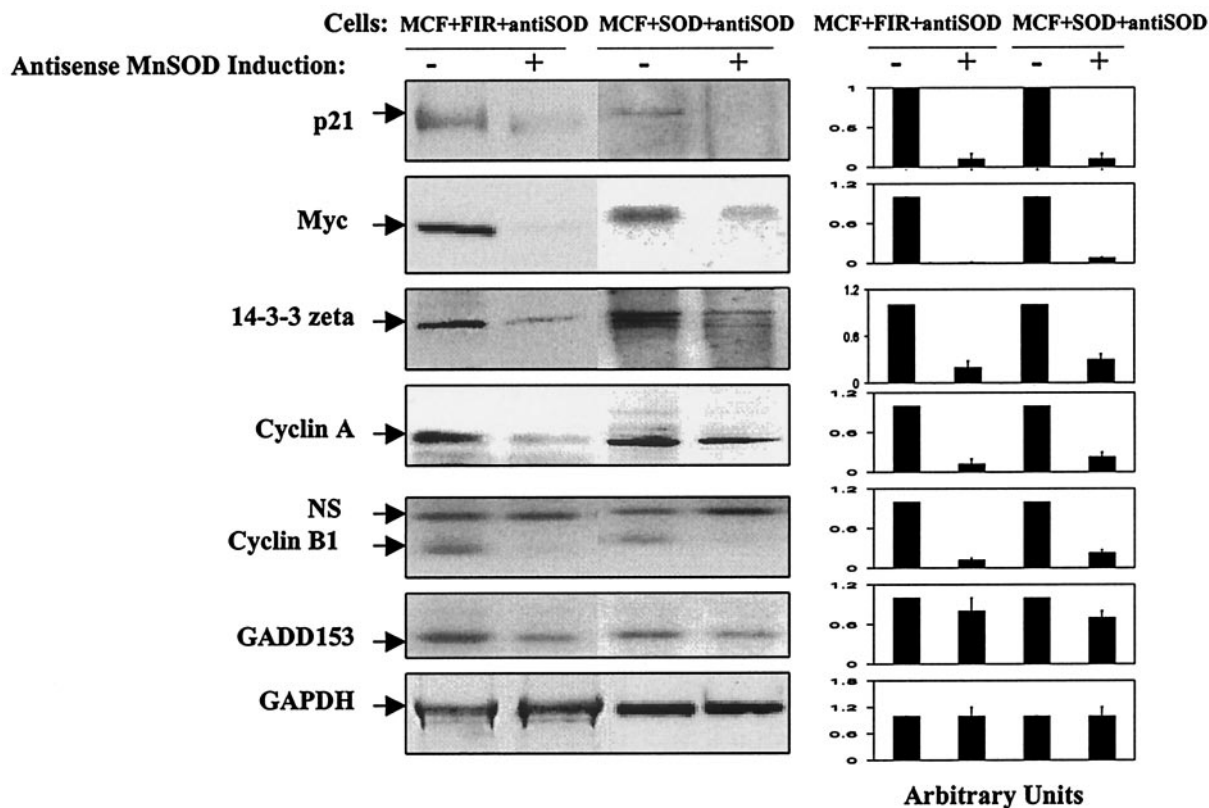 Cells: MCF+FIR+antiSOD MCF+SOD+antiSOD MCF+FIR+antiSOD MCF+SOD+antiSOD
Antisense MnSOD Induction: - + - + - + - +
p21
1
0.5
0
Myc
1.2
0.6
0
14-3-3 zeta
1.2
0.6
0
Cyclin A
1.2
0.6
0
NS
Cyclin B1
1.2
0.6
0
GADD153
1.2
0.6
0
GAPDH
1.8
1.2
0.6
0
Arbitrary Units